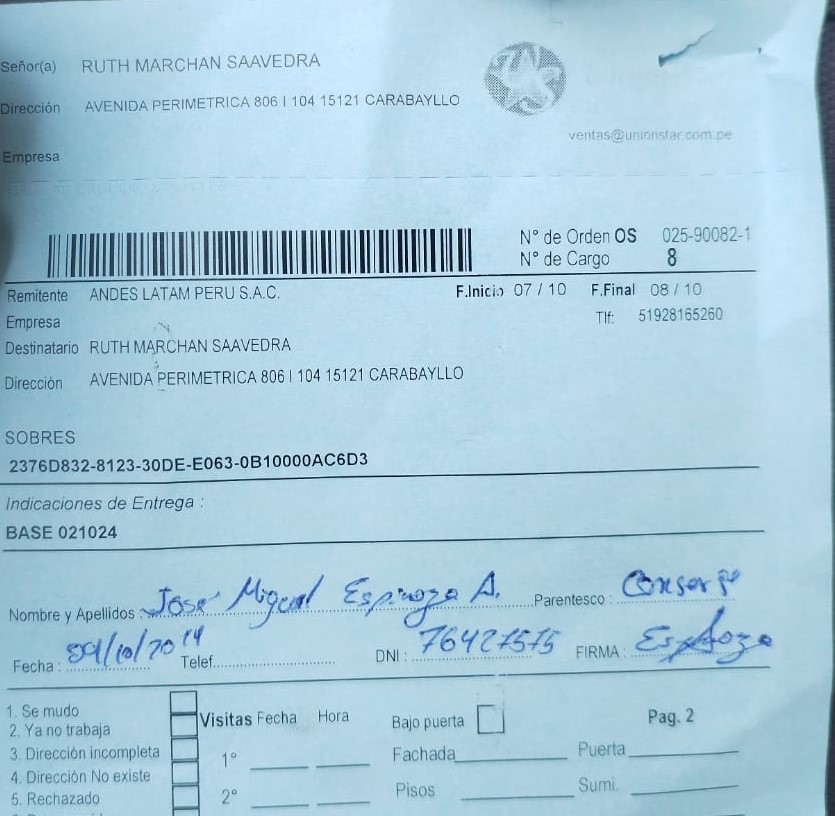 Señor(a) RUTH MARCHAN SAAVEDRA
Dirección AVENIDA PERIMETRICA 806 I 104 15121 CARABAYLLO
ventas@unionstar.com.pe
Empresa
N° de Orden OS 025-90082-1
N° de Cargo 8
Remitente ANDES LATAM PERU S.A.C. F.Inicio 07 / 10 F.Final 08 / 10
Empresa Tlf: 51928165260
Destinatario RUTH MARCHAN SAAVEDRA
Dirección AVENIDA PERIMETRICA 806 I 104 15121 CARABAYLLO
SOBRES
2376D832-8123-30DE-E063-0B10000AC6D3
Indicaciones de Entrega :
BASE 021024
Nombre y Apellidos : José Miguel Espinoza A. Parentesco : Conserje
Fecha : Telef. DNI : 76427575 FIRMA : Espinoza
1. Se mudo
2. Ya no trabaja Visitas Fecha Hora Bajo puerta Pag. 2
3. Dirección incompleta 1° Fachada Puerta
4. Dirección No existe
5. Rechazado 2° Pisos Sumi.